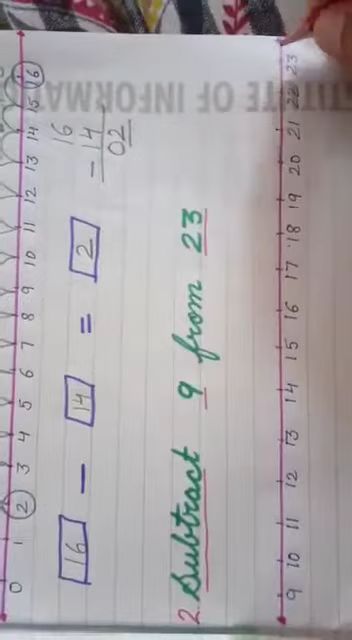 0 1 2 3 4 5 6 7 8 9 10 11 12 13 14 15 16
16 - 14 = 2
16
- 14
02
2. Subtract 9 from 23
9 10 11 12 13 14 15 16 17 18 19 20 21 22 23